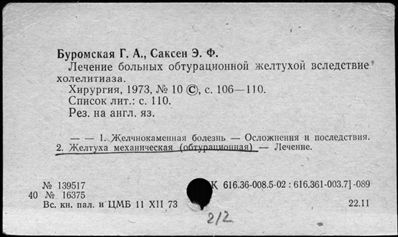 Буромская Г. А., Саксен Э. Ф.
Лечение больных обтурационной желтухой вследствие
холелитиаза.
Хирургия, 1973, № 10 ©, с. 106—110.
Список лит.: с. 110.
Рез. на англ. яз.
— — 1. Желчнокаменная болезнь — Осложнения и последствия.
2. Желтуха механическая (обтурационная) — Лечение.
№ 139517
К 616.36-008.5-02 : 616.361-003.7] -089
40 № 16375
Вс. кн. пал. и ЦМБ 11 XII 73
22.11
2/2